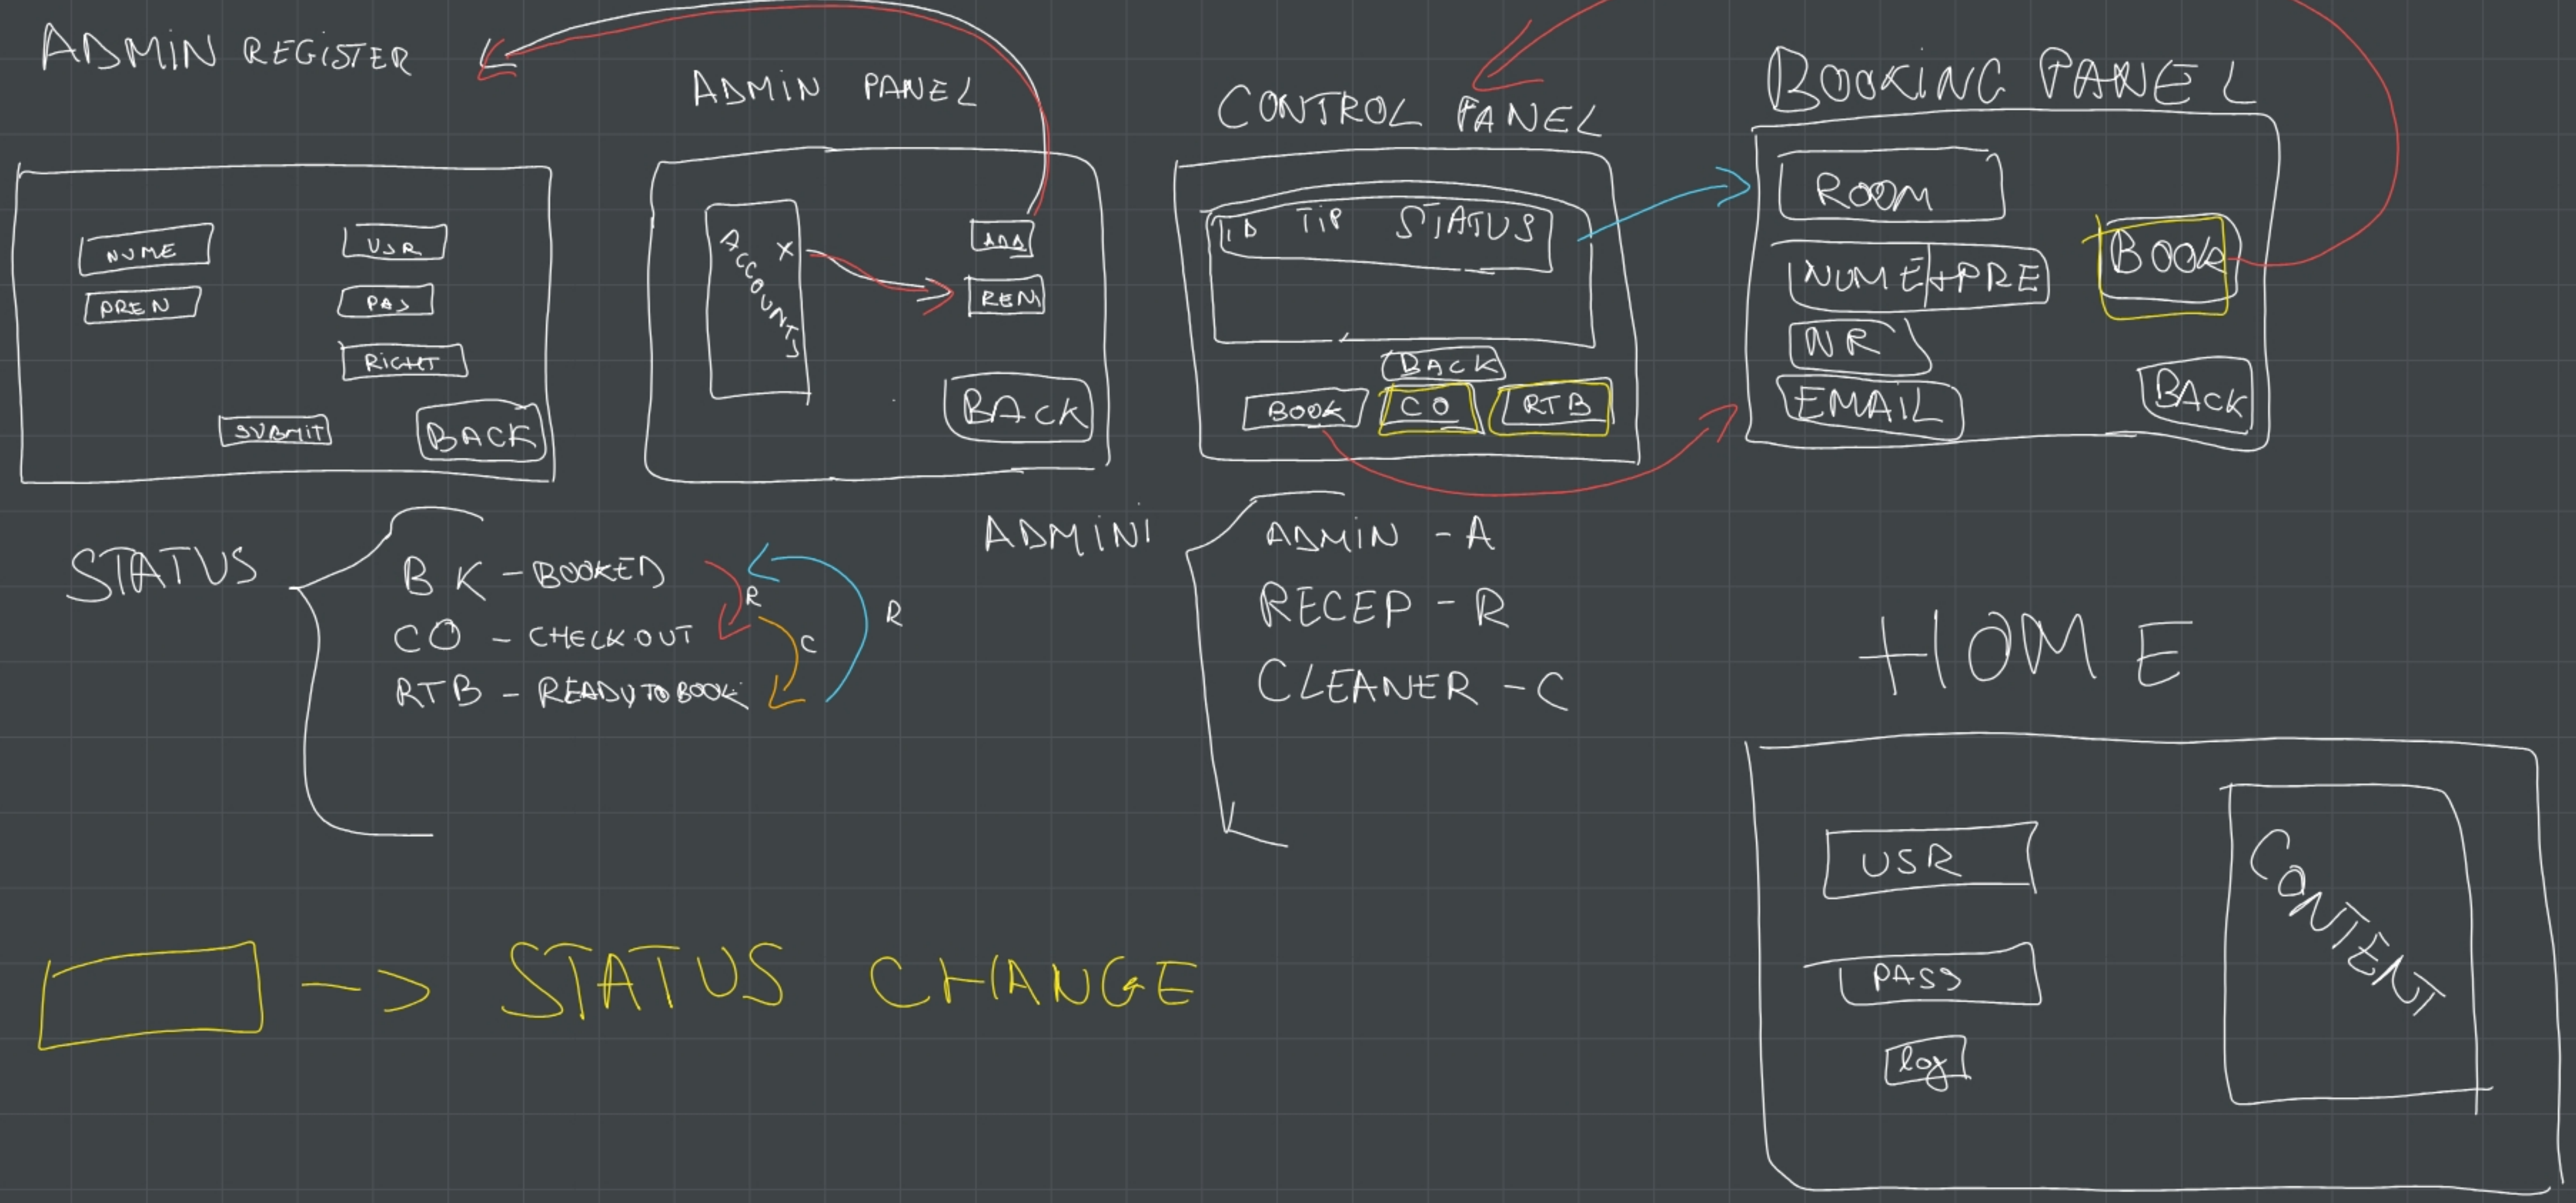 ADMIN REGISTER
NUME
PREN
USR
PAS
RIGHT
SUBMIT
BACK
ADMIN PANEL
ACCOUNTS
X
ADD
REM
BACK
CONTROL PANEL
ID TIP STATUS
BACK
BOOK
CO
RTB
BOOKING PANEL
ROOM
NUME+PRE
NR
EMAIL
BOOK
BACK
STATUS
BK - BOOKED
CO - CHECKOUT
RTB - READY TO BOOK
R
C
R
ADMINI
ADMIN - A
RECEP - R
CLEANER - C
HOME
USR
PASS
log
CONTENT
--> STATUS CHANGE